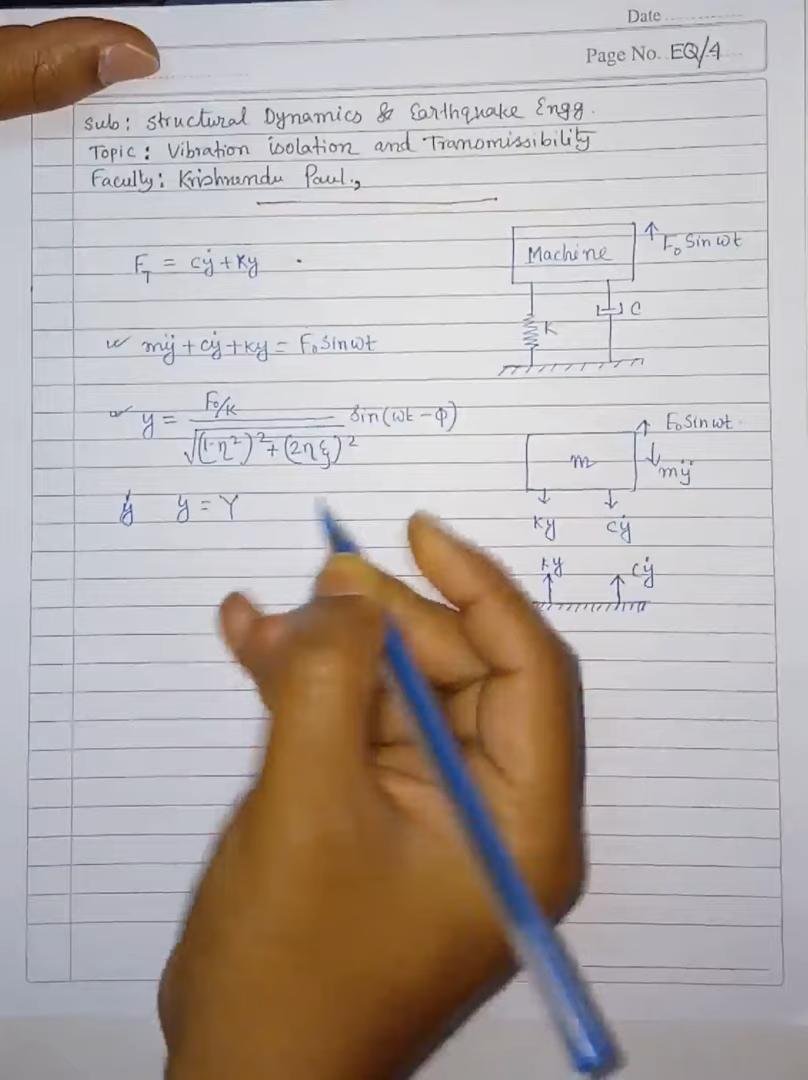 Date
Page No. EQ/4
Sub: Structural Dynamics & Earthquake Engg.
Topic: Vibration isolation and Transmissibility
Faculty: Krishnendu Paul.,
F_T = cẏ + Ky
Machine
F₀ Sin ωt
K
C
mÿ + cẏ + ky = F₀ sin ωt
y = F₀/K / √((1-η²)² + (2ηξ)²) Sin(ωt - φ)
F₀ Sin ωt
m
mÿ
Ky
cẏ
y = Y
Ky
cẏ